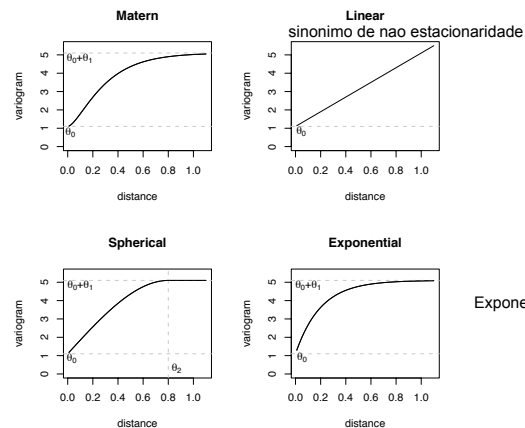 Matern
variogram
0 1 2 3 4 5
θ0+θ1
θ0
0.0 0.2 0.4 0.6 0.8 1.0
distance
Linear
sinonimo de nao estacionaridade
variogram
0 1 2 3 4 5
θ0
0.0 0.2 0.4 0.6 0.8 1.0
distance
Spherical
variogram
0 1 2 3 4 5
θ0+θ1
θ0
θ2
0.0 0.2 0.4 0.6 0.8 1.0
distance
Exponential
variogram
0 1 2 3 4 5
θ0+θ1
θ0
0.0 0.2 0.4 0.6 0.8 1.0
distance
Expone